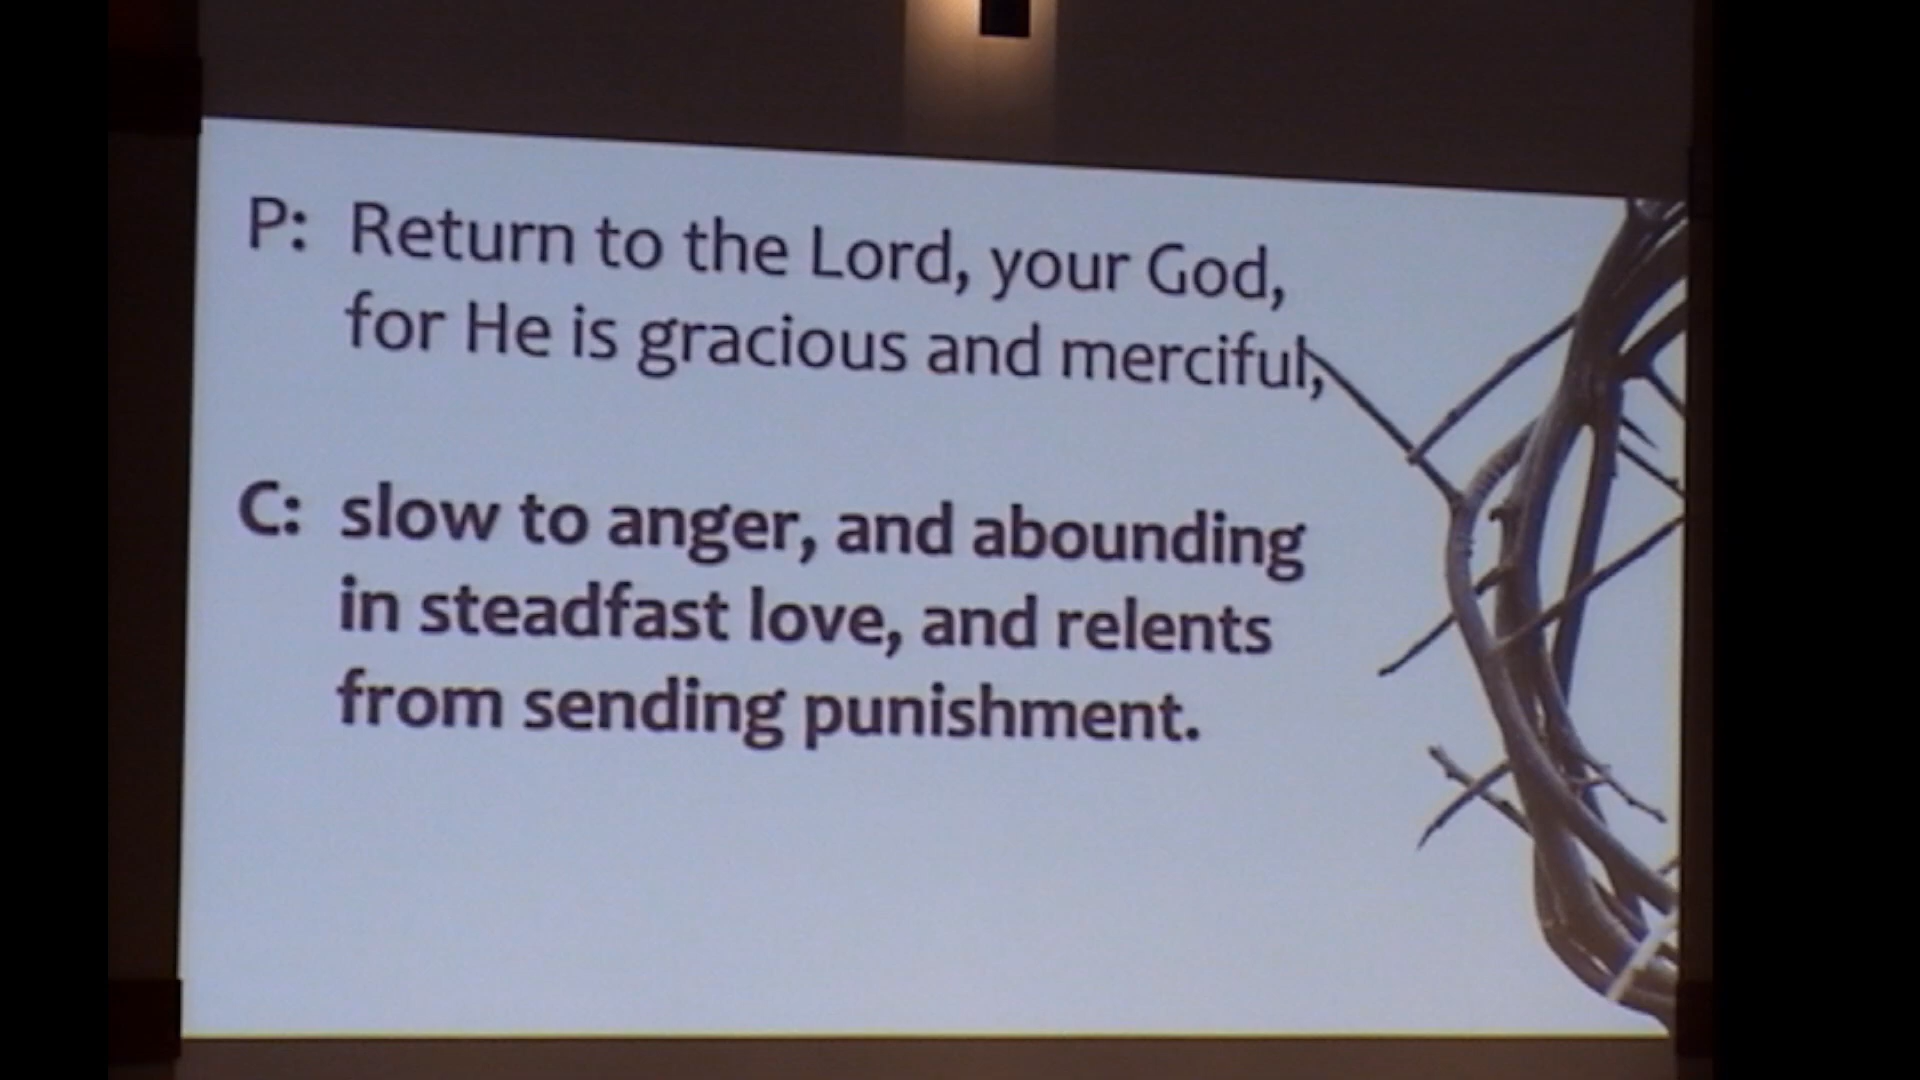 P: Return to the Lord, your God,
for He is gracious and merciful,
C: slow to anger, and abounding
in steadfast love, and relents
from sending punishment.